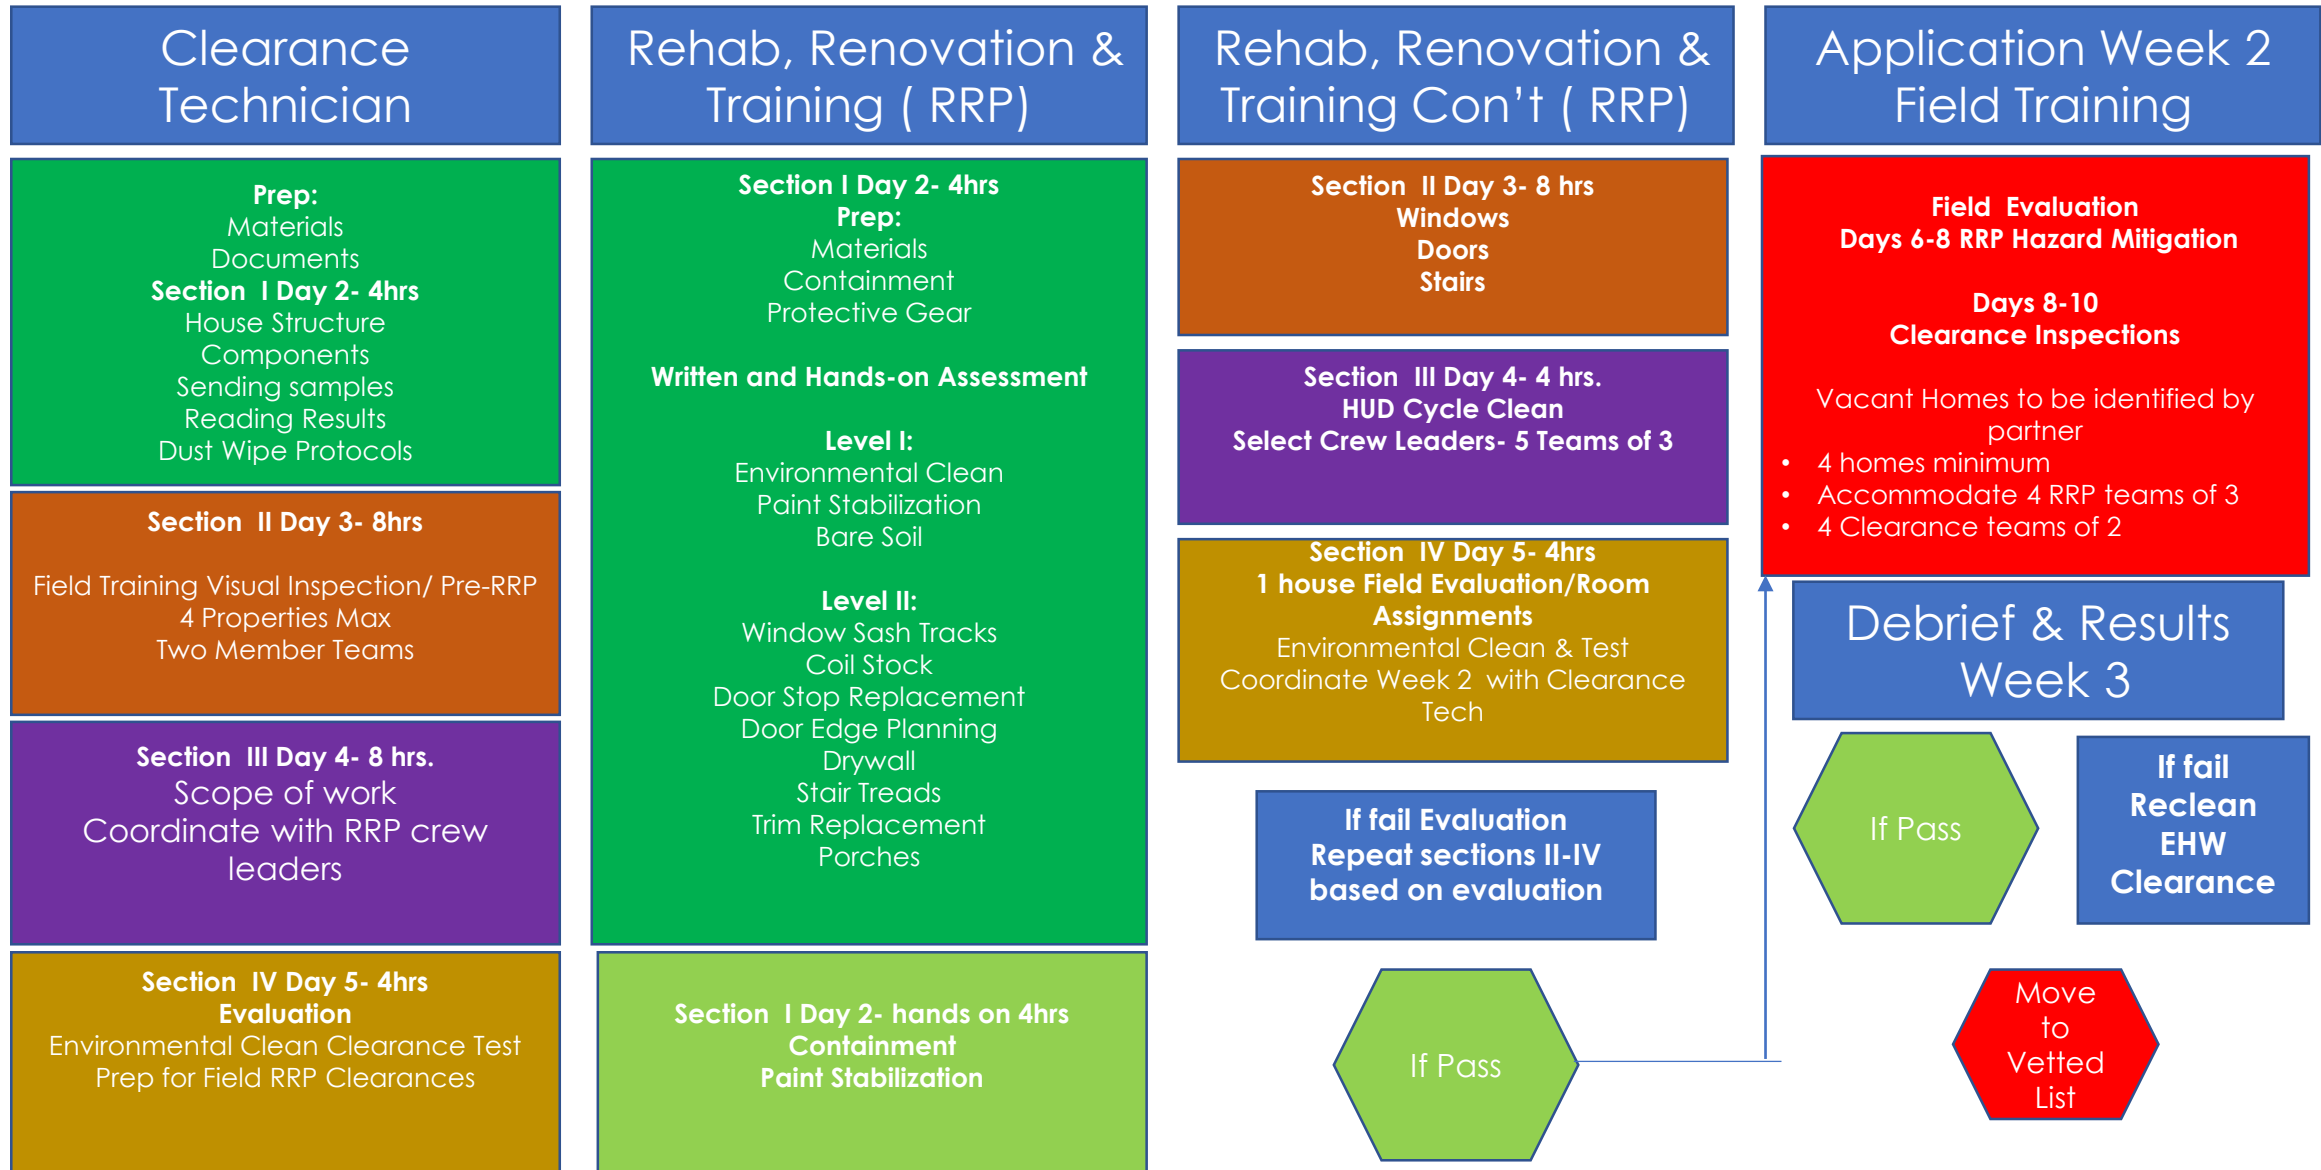 Clearance
Technician
Prep:
Materials
Documents
Section I Day 2- 4hrs
House Structure
Components
Sending samples
Reading Results
Dust Wipe Protocols
Section II Day 3- 8hrs
Field Training Visual Inspection/ Pre-RRP
4 Properties Max
Two Member Teams
Section III Day 4- 8 hrs.
Scope of work
Coordinate with RRP crew
leaders
Section IV Day 5- 4hrs
Evaluation
Environmental Clean Clearance Test
Prep for Field RRP Clearances
Rehab, Renovation &
Training ( RRP)
Section I Day 2- 4hrs
Prep:
Materials
Containment
Protective Gear
Written and Hands-on Assessment
Level I:
Environmental Clean
Paint Stabilization
Bare Soil
Level II:
Window Sash Tracks
Coil Stock
Door Stop Replacement
Door Edge Planning
Drywall
Stair Treads
Trim Replacement
Porches
Section I Day 2- hands on 4hrs
Containment
Paint Stabilization
Rehab, Renovation &
Training Con't ( RRP)
Section II Day 3- 8 hrs
Windows
Doors
Stairs
Section III Day 4- 4 hrs.
HUD Cycle Clean
Select Crew Leaders- 5 Teams of 3
Section IV Day 5- 4hrs
1 house Field Evaluation/Room
Assignments
Environmental Clean & Test
Coordinate Week 2 with Clearance
Tech
If fail Evaluation
Repeat sections II-IV
based on evaluation
If Pass
Application Week 2
Field Training
Field Evaluation
Days 6-8 RRP Hazard Mitigation
Days 8-10
Clearance Inspections
Vacant Homes to be identified by
partner
• 4 homes minimum
• Accommodate 4 RRP teams of 3
• 4 Clearance teams of 2
Debrief & Results
Week 3
If Pass
If fail
Reclean
EHW
Clearance
Move
to
Vetted
List